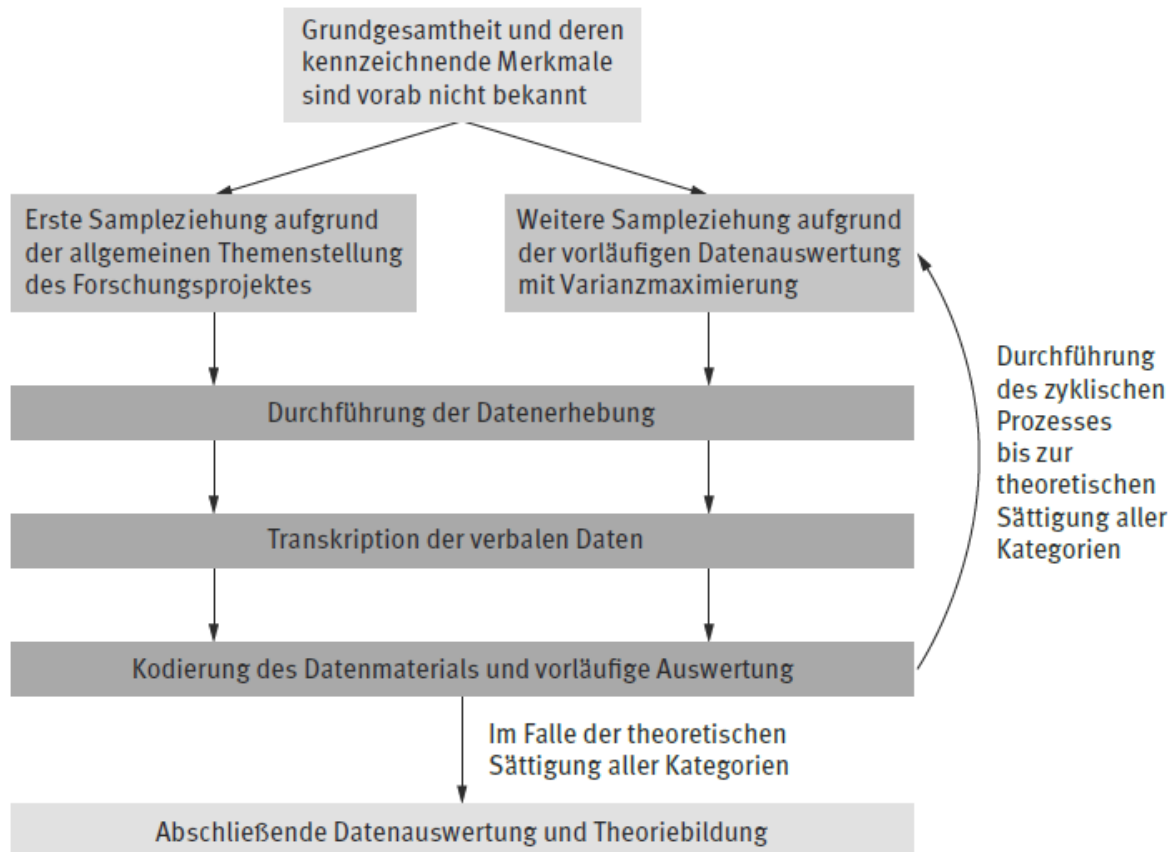 Grundgesamtheit und deren
kennzeichnende Merkmale
sind vorab nicht bekannt
Erste Sampleziehung aufgrund
der allgemeinen Themenstellung
des Forschungsprojektes
Weitere Sampleziehung aufgrund
der vorläufigen Datenauswertung
mit Varianzmaximierung
Durchführung der Datenerhebung
Transkription der verbalen Daten
Kodierung des Datenmaterials und vorläufige Auswertung
Durchführung
des zyklischen
Prozesses
bis zur
theoretischen
Sättigung aller
Kategorien
Im Falle der theoretischen
Sättigung aller Kategorien
Abschließende Datenauswertung und Theoriebildung